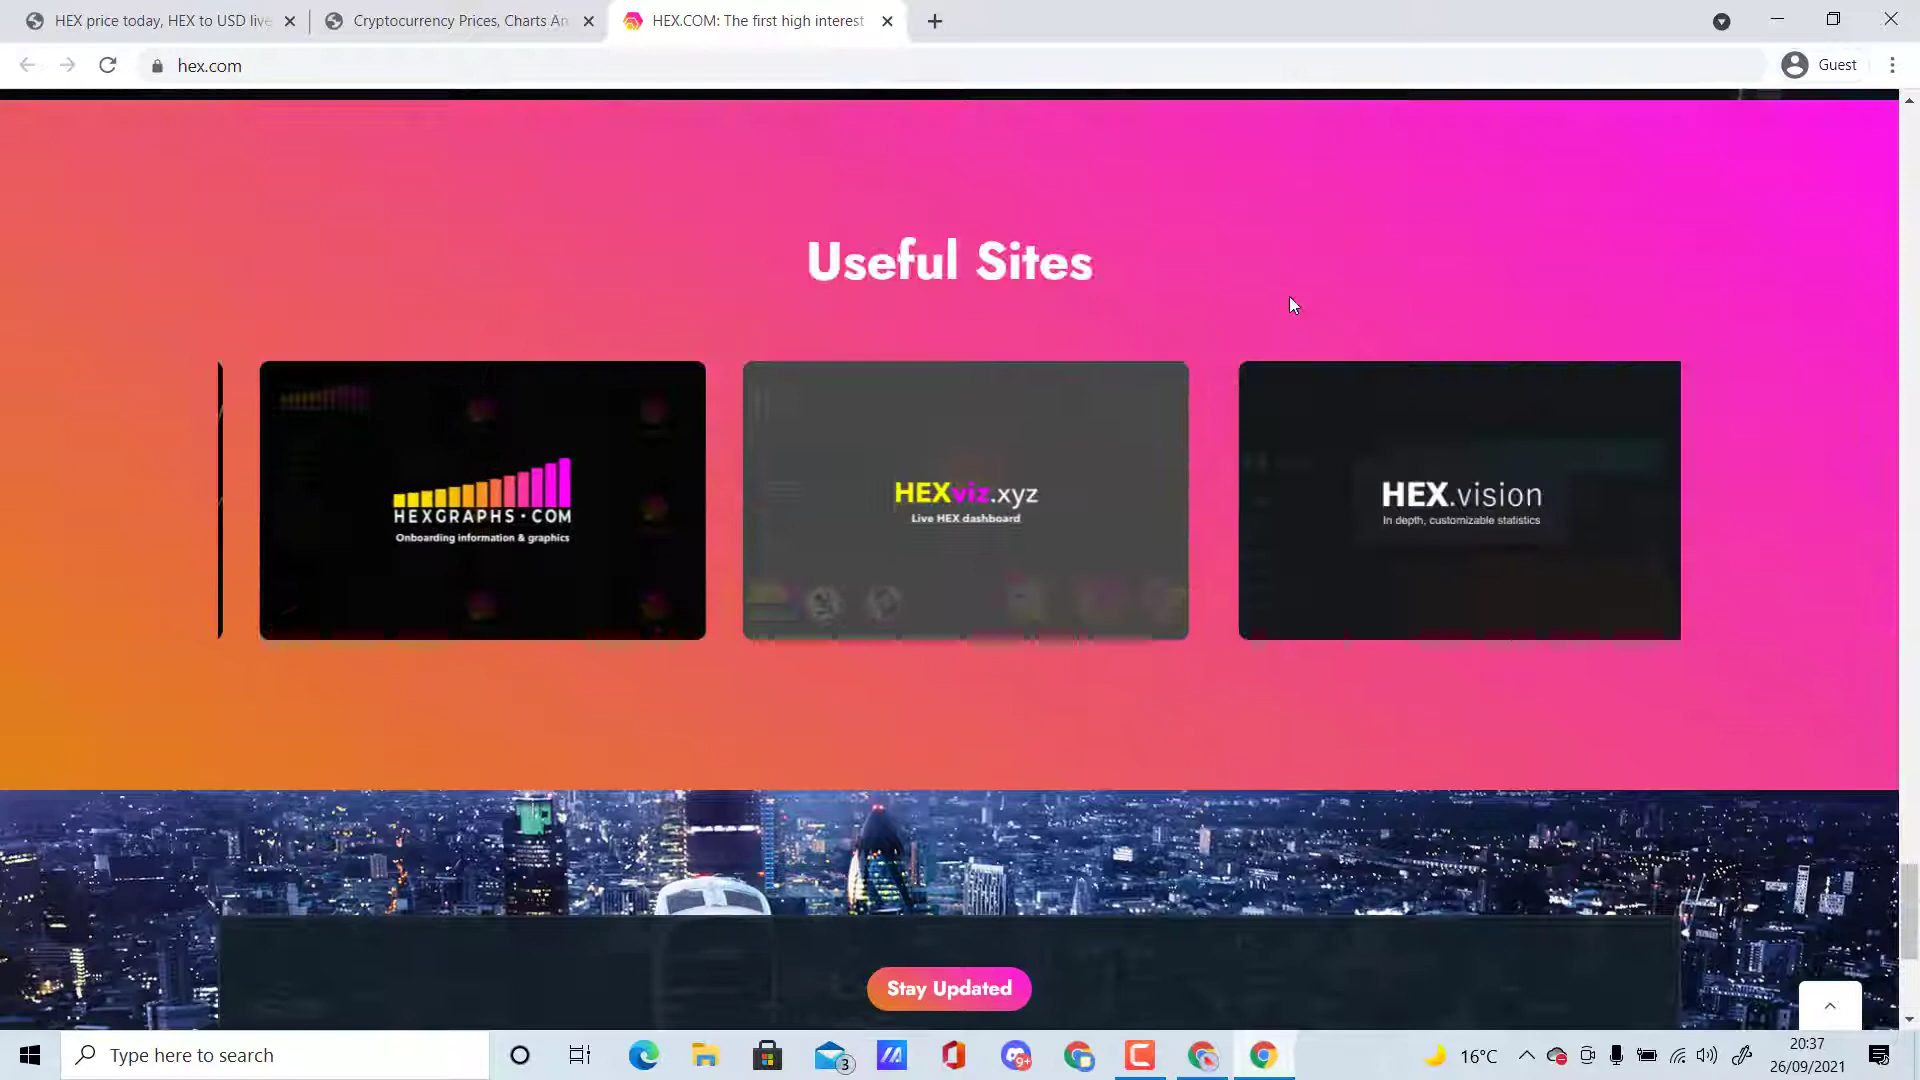 HEX price today, HEX to USD live
Cryptocurrency Prices, Charts An
HEX.COM: The first high interest
hex.com
Guest
Useful Sites
HEXGRAPHS·COM
Onboarding information & graphics
HEXviz.xyz
Live HEX dashboard
HEX.vision
In depth, customizable statistics
Stay Updated
Type here to search
3
9+
16°C
20:37
26/09/2021